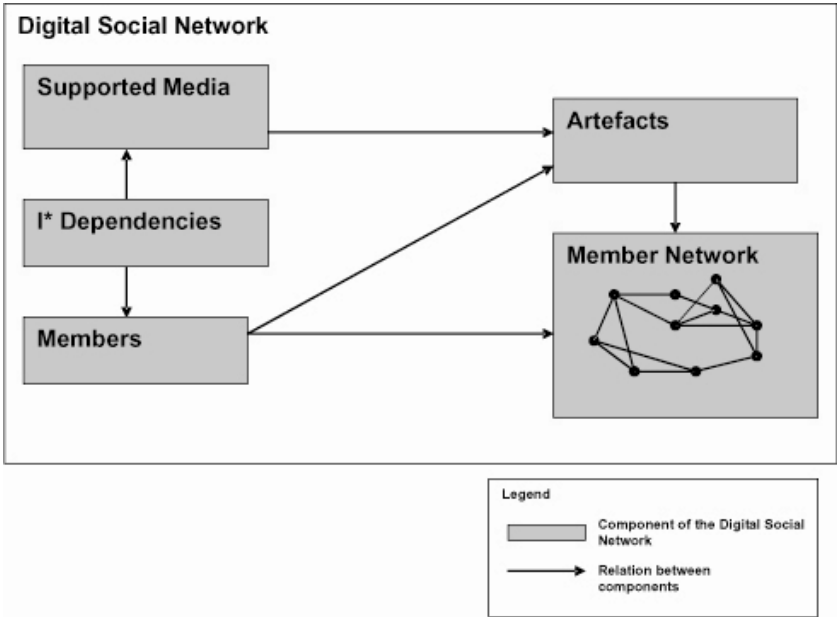 Digital Social Network
Supported Media
Artefacts
I* Dependencies
Member Network
Members
Legend
Component of the Digital Social
Network
Relation between
components